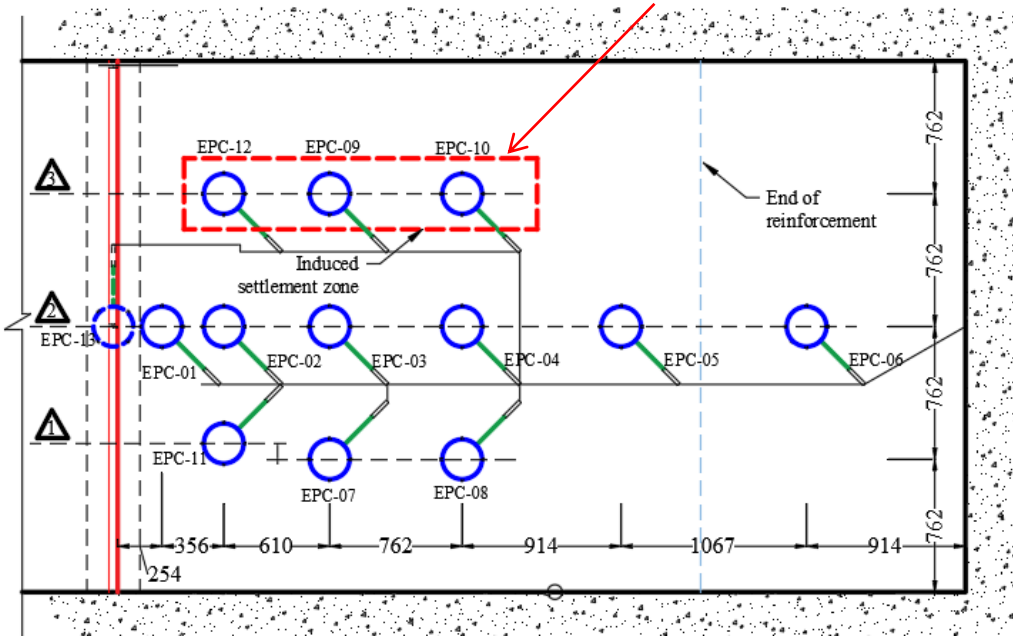 EPC-12
EPC-09
EPC-10
762
3
End of
reinforcement
Induced
settlement zone
762
2
EPC-13
EPC-01
EPC-02
EPC-03
EPC-04
EPC-05
EPC-06
762
1
EPC-11
EPC-07
EPC-08
762
356
610
762
914
1067
914
254